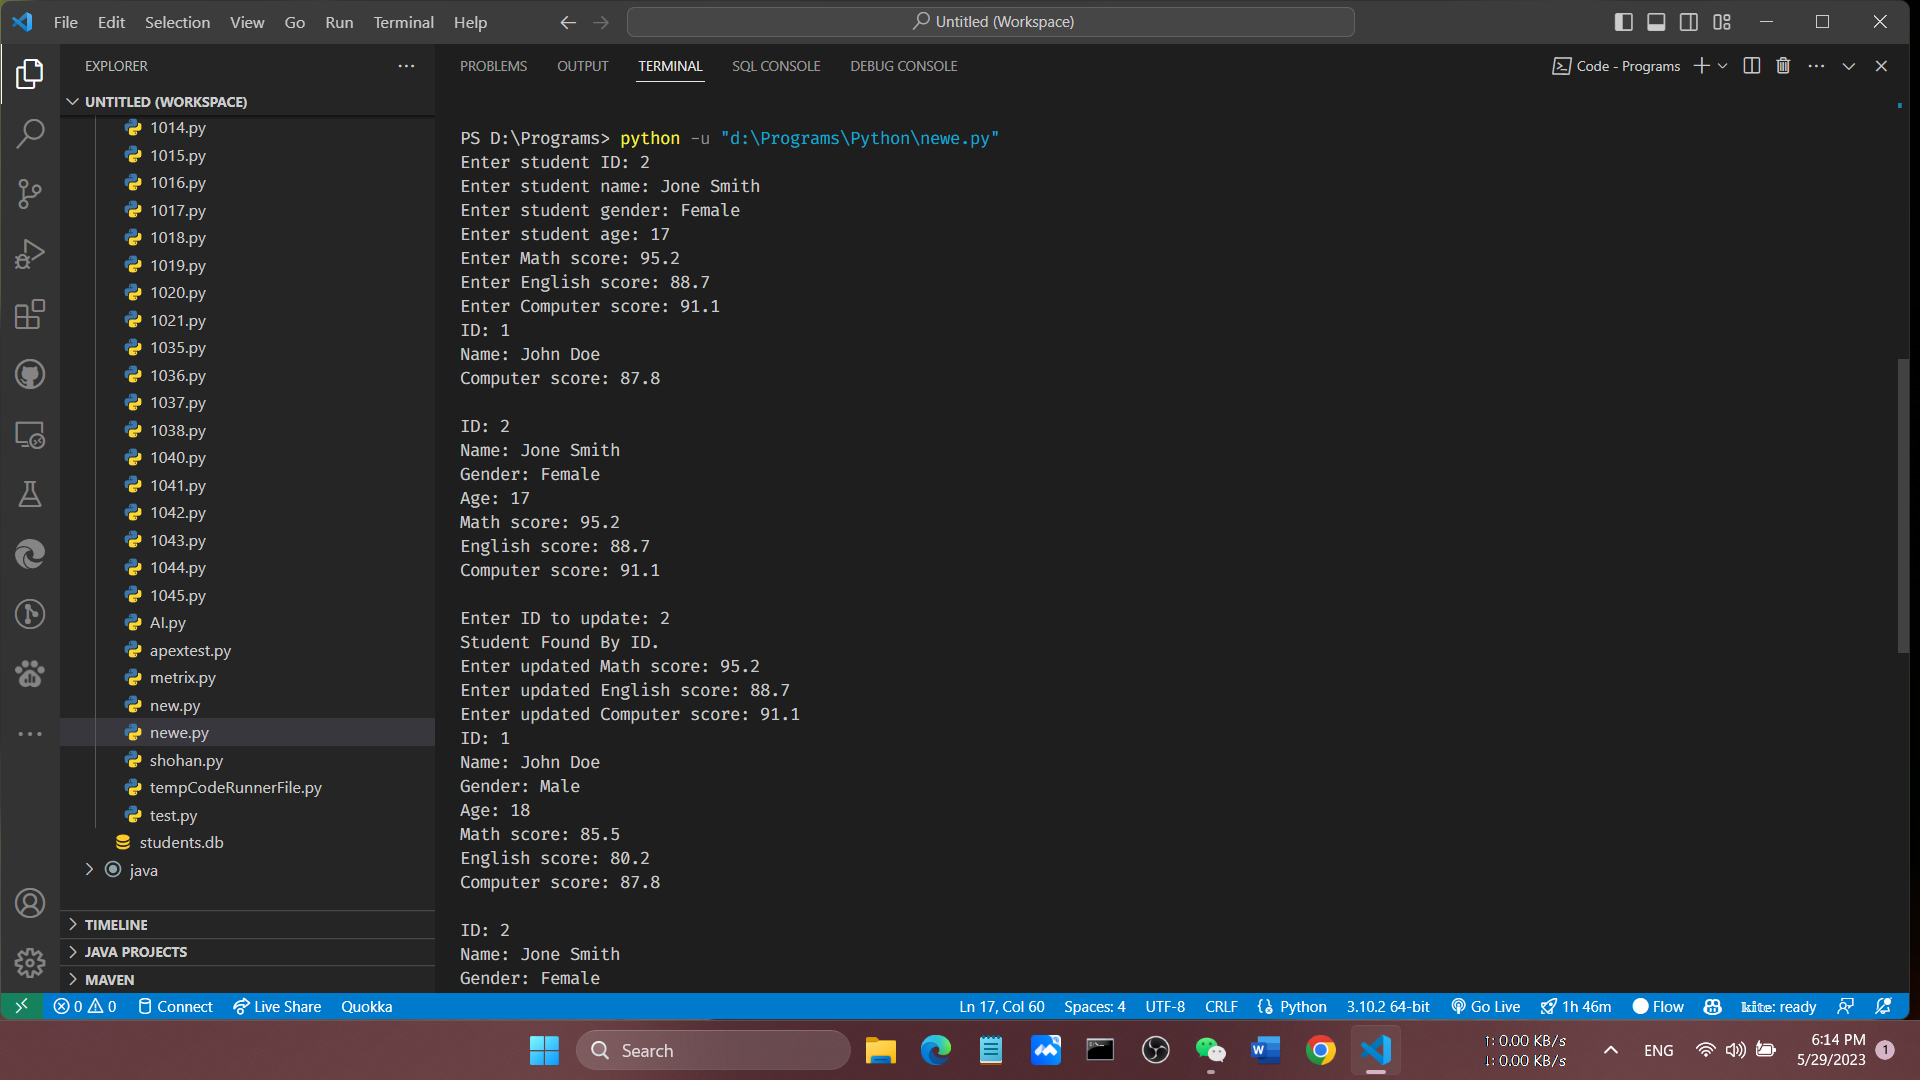 File Edit Selection View Go Run Terminal Help
Untitled (Workspace)
EXPLORER
UNTITLED (WORKSPACE)
1014.py
1015.py
1016.py
1017.py
1018.py
1019.py
1020.py
1021.py
1035.py
1036.py
1037.py
1038.py
1040.py
1041.py
1042.py
1043.py
1044.py
1045.py
AI.py
apextest.py
metrix.py
new.py
newe.py
shohan.py
tempCodeRunnerFile.py
test.py
students.db
java
TIMELINE
JAVA PROJECTS
MAVEN
PROBLEMS OUTPUT TERMINAL SQL CONSOLE DEBUG CONSOLE
Code - Programs
PS D:\Programs> python -u "d:\Programs\Python\newe.py"
Enter student ID: 2
Enter student name: Jone Smith
Enter student gender: Female
Enter student age: 17
Enter Math score: 95.2
Enter English score: 88.7
Enter Computer score: 91.1
ID: 1
Name: John Doe
Computer score: 87.8
ID: 2
Name: Jone Smith
Gender: Female
Age: 17
Math score: 95.2
English score: 88.7
Computer score: 91.1
Enter ID to update: 2
Student Found By ID.
Enter updated Math score: 95.2
Enter updated English score: 88.7
Enter updated Computer score: 91.1
ID: 1
Name: John Doe
Gender: Male
Age: 18
Math score: 85.5
English score: 80.2
Computer score: 87.8
ID: 2
Name: Jone Smith
Gender: Female
0 0 Connect Live Share Quokka
Ln 17, Col 60 Spaces: 4 UTF-8 CRLF Python 3.10.2 64-bit Go Live 1h 46m Flow kite: ready
Search
↑: 0.00 KB/s
↓: 0.00 KB/s
ENG
6:14 PM
5/29/2023
1